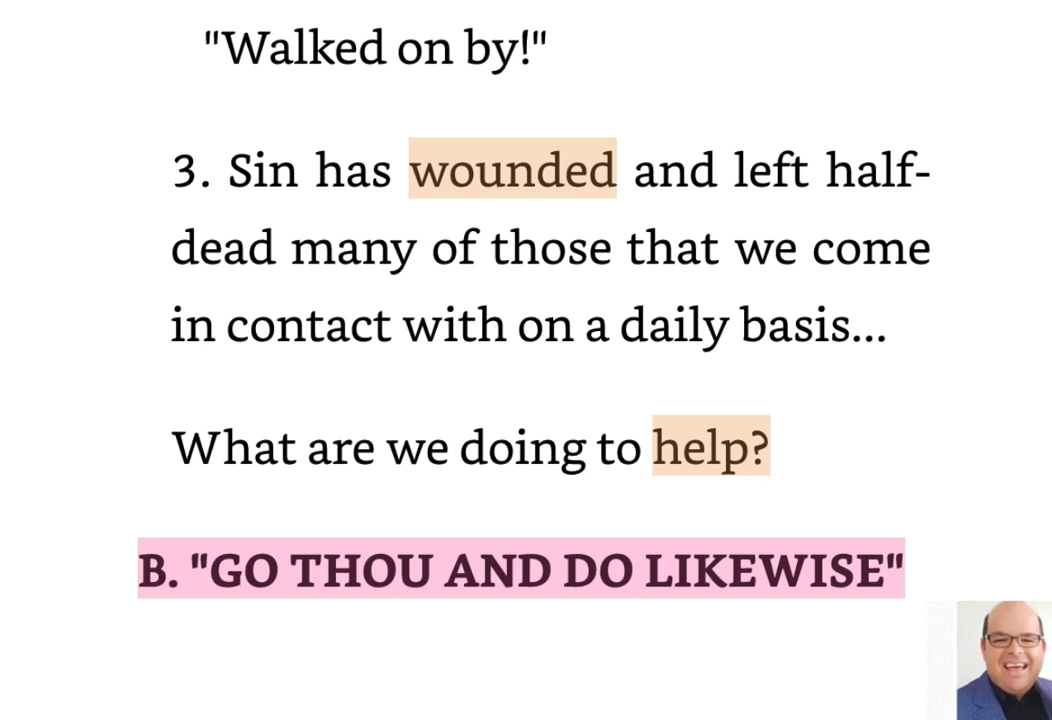 "Walked on by!"
3. Sin has wounded and left half-
dead many of those that we come
in contact with on a daily basis...
What are we doing to help?
B. "GO THOU AND DO LIKEWISE"